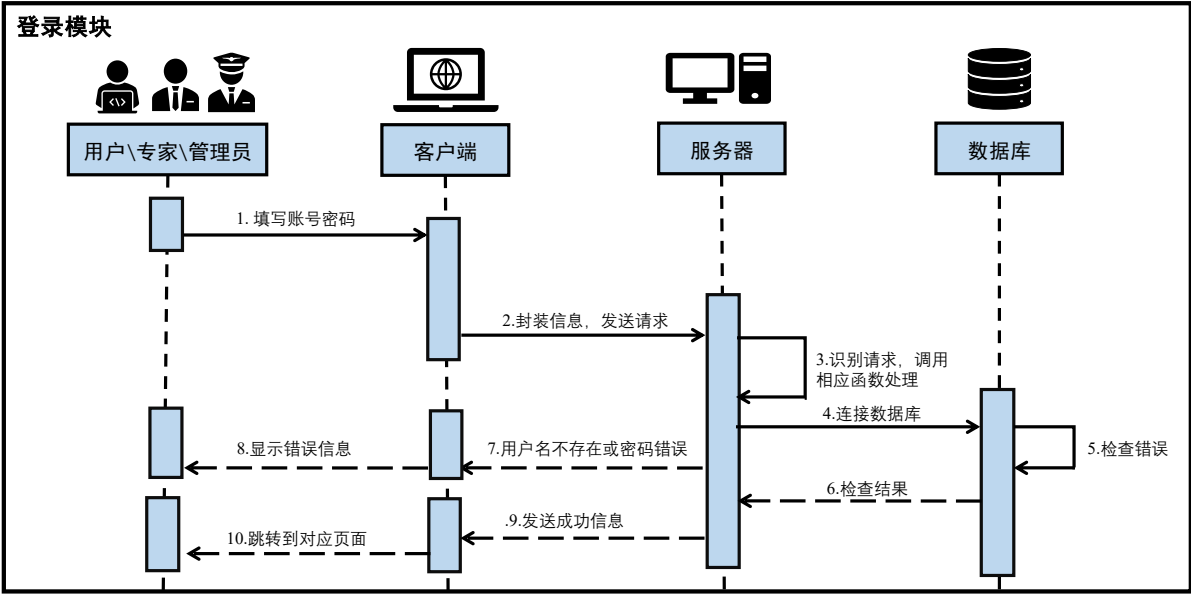 登录模块
用户\专家\管理员
客户端
服务器
数据库
1. 填写账号密码
2.封装信息，发送请求
3.识别请求，调用
相应函数处理
4.连接数据库
5.检查错误
6.检查结果
7.用户名不存在或密码错误
8.显示错误信息
.9.发送成功信息
10.跳转到对应页面